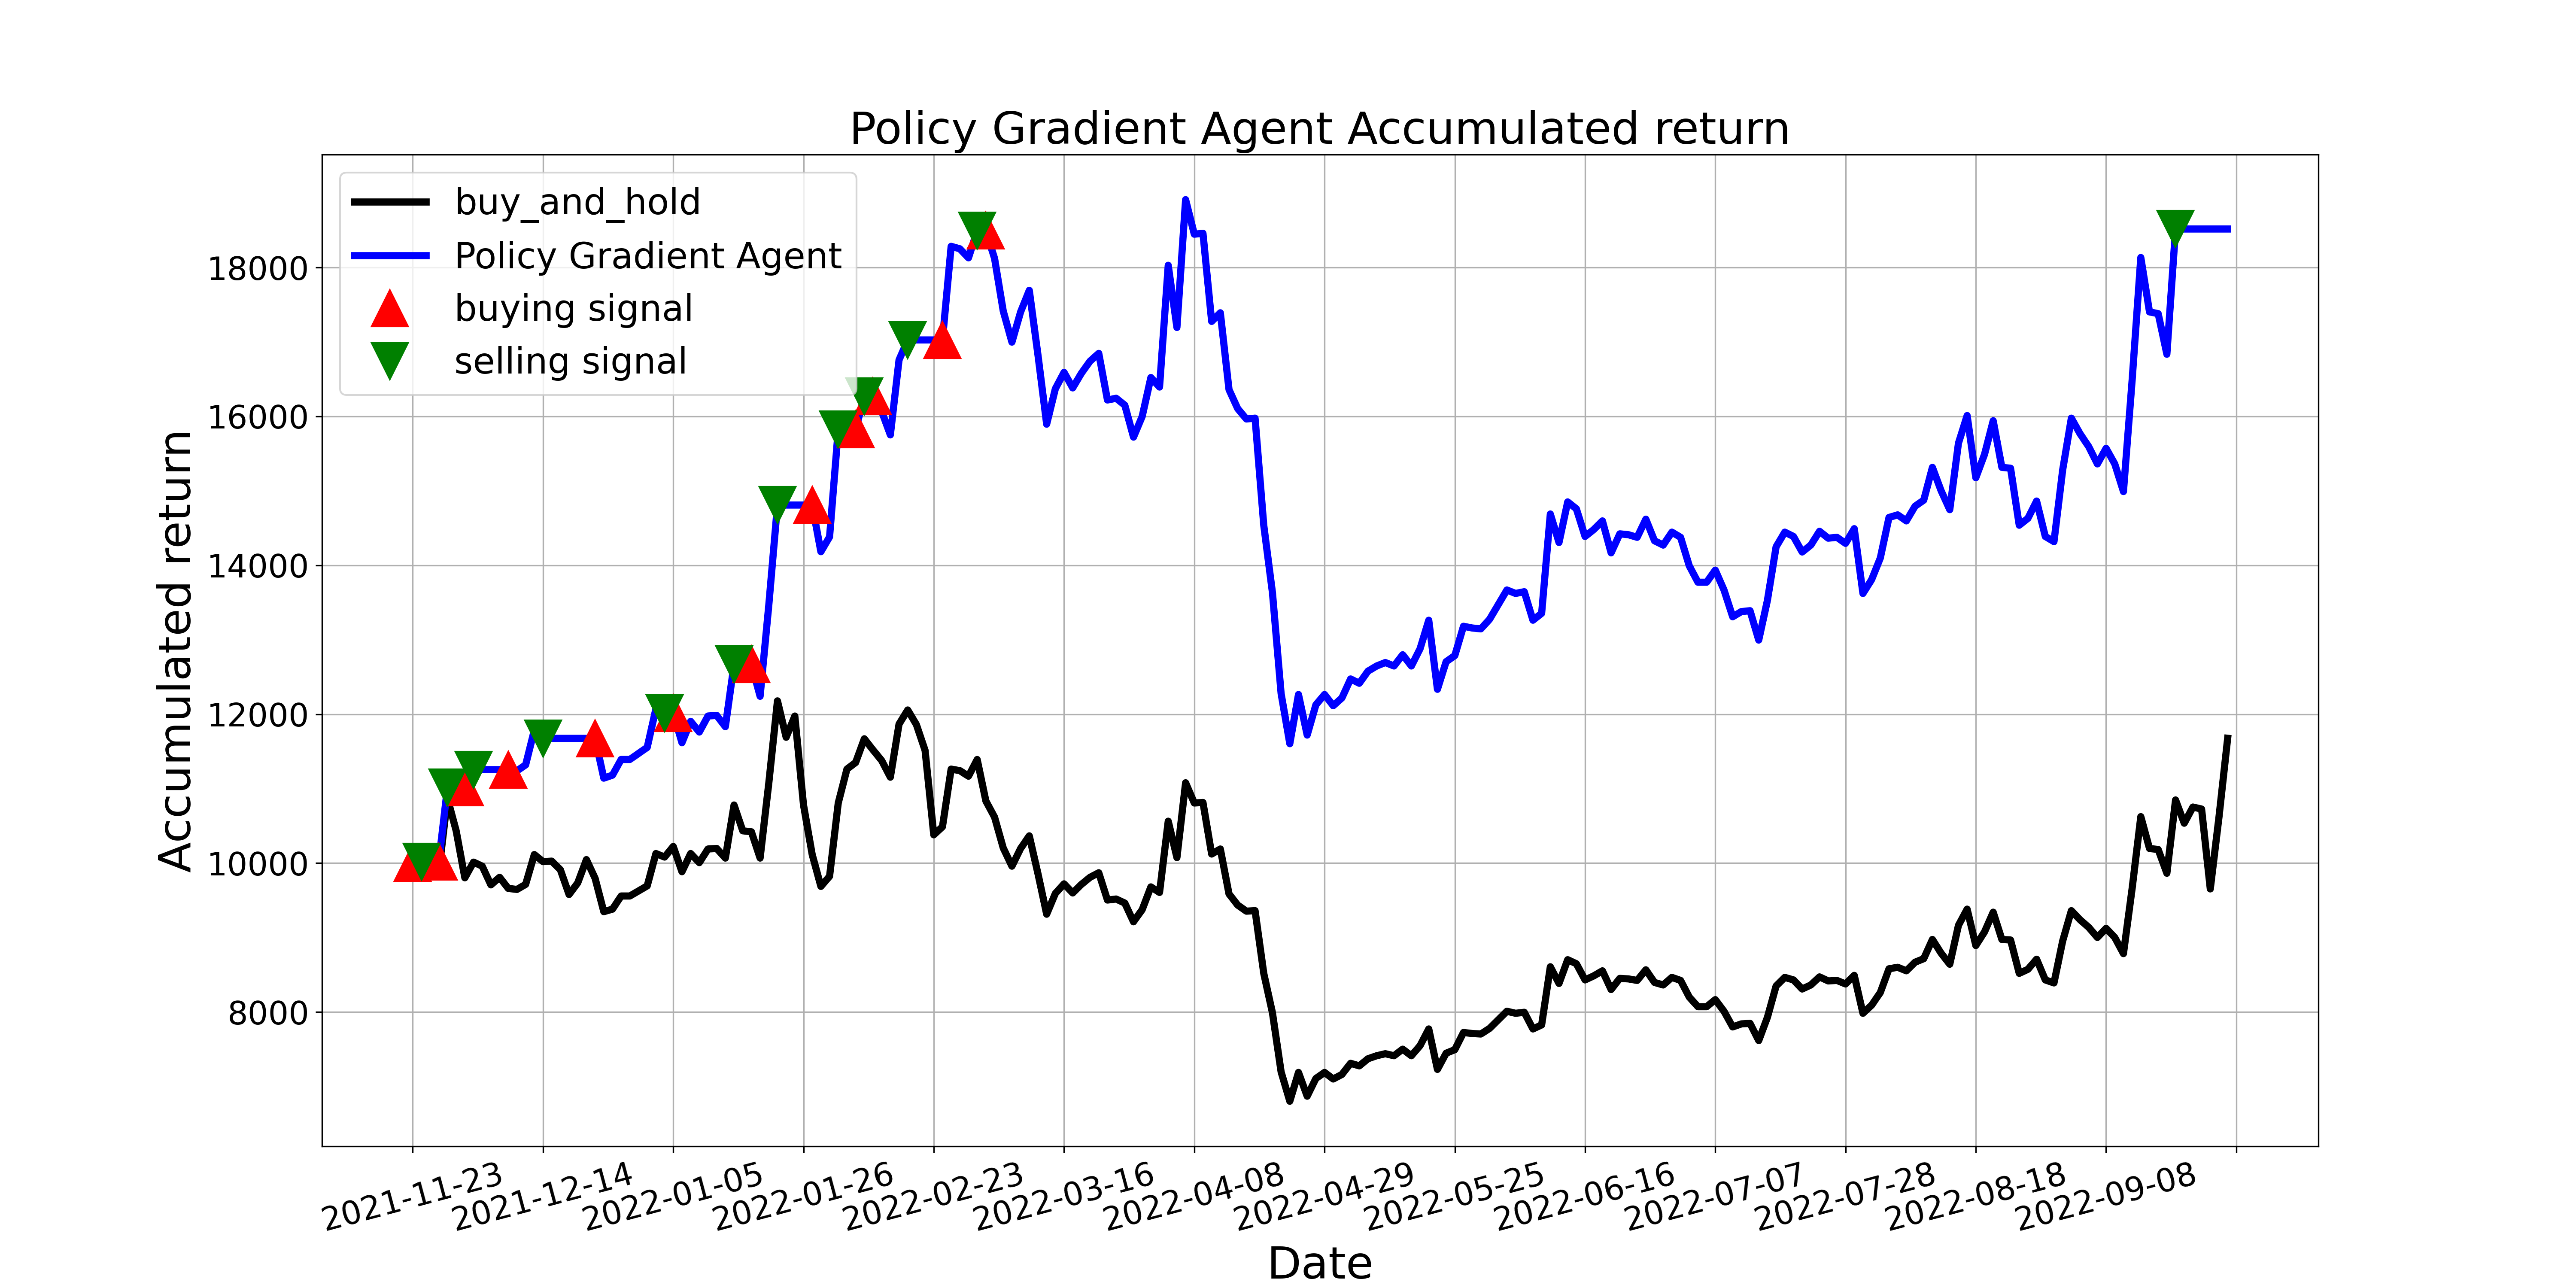 Policy Gradient Agent Accumulated return
buy_and_hold
Policy Gradient Agent
buying signal
selling signal
18000
16000
14000
12000
10000
8000
Accumulated return
2021-11-23
2021-12-14
2022-01-05
2022-01-26
2022-02-23
2022-03-16
2022-04-08
2022-04-29
2022-05-25
2022-06-16
2022-07-07
2022-07-28
2022-08-18
2022-09-08
Date